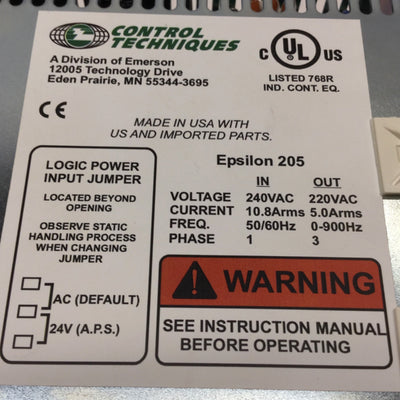 CONTROL
TECHNIQUES
A Division of Emerson
12005 Technology Drive
Eden Prairie, MN 55344-3695
C UL US
LISTED 768R
IND. CONT. EQ.
CE
MADE IN USA WITH
US AND IMPORTED PARTS.
LOGIC POWER
INPUT JUMPER
LOCATED BEYOND
OPENING
OBSERVE STATIC
HANDLING PROCESS
WHEN CHANGING
JUMPER
AC (DEFAULT)
24V (A.P.S.)
Epsilon 205
IN OUT
VOLTAGE 240VAC 220VAC
CURRENT 10.8Arms 5.0Arms
FREQ. 50/60Hz 0-900Hz
PHASE 1 3
! WARNING
SEE INSTRUCTION MANUAL
BEFORE OPERATING